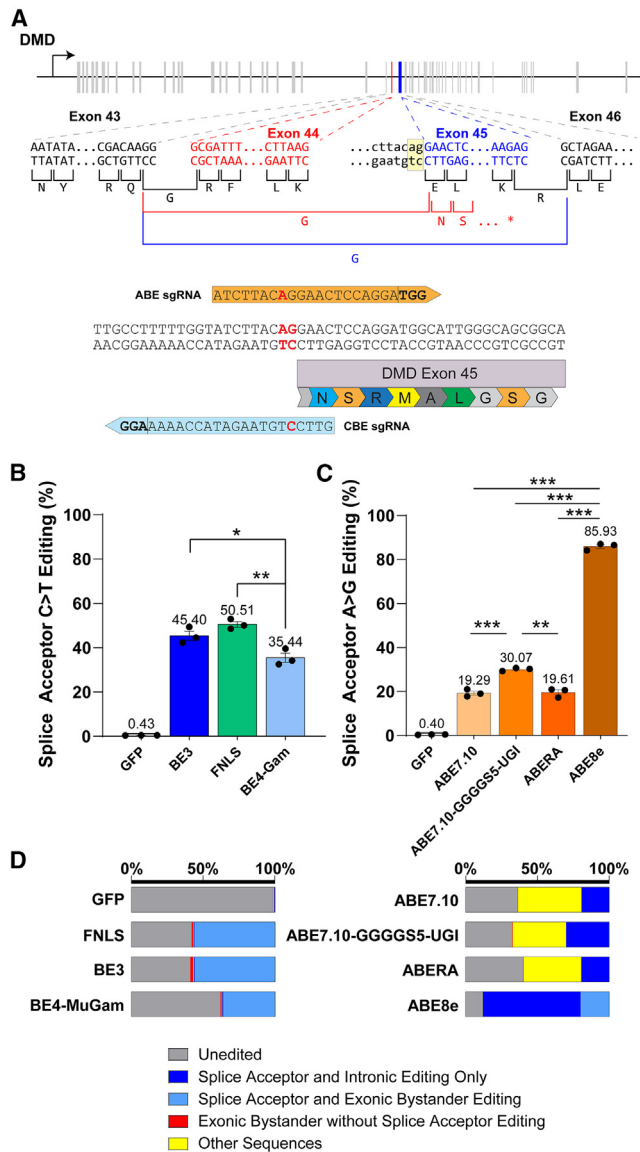 A
DMD
Exon 43 Exon 44 Exon 45 Exon 46
AATATA...CGACAAGG GCGATTT...CTTAAG ...cttacagGAACTC...AAGAG GCTAGAA...
TTATAT...GCTGTTCC CGCTAAA...GAATTC ...gaatgtcCTTGAG...TTCTC CGATCTT...
N Y R Q G R F L K E L K R L E
G N S ... *
G
ABE sgRNA ATCTTACAGGAACTCCAGGATGG
TTGCCTTTTTGGTATCTTACAGGAACTCCAGGATGGCATTGGGCAGCGGCA
AACGGAAAAACCATAGAATGTCCTTGAGGTCCTACCGTAACCCGTCGCCGT
DMD Exon 45
N S R M A L G S G
GGAAAAACCATAGAATGTCCTTG CBE sgRNA
B
Splice Acceptor C>T Editing (%)
100
80
60
40
20
0
0.43
45.40
50.51
35.44
*
**
GFP
BE3
FNLS
BE4-Gam
C
Splice Acceptor A>G Editing (%)
100
80
60
40
20
0
0.40
19.29
30.07
19.61
85.93
***
***
***
***
**
GFP
ABE7.10
ABE7.10-GGGGS5-UGI
ABERA
ABE8e
D
0% 50% 100%
GFP
FNLS
BE3
BE4-MuGam
0% 50% 100%
ABE7.10
ABE7.10-GGGGS5-UGI
ABERA
ABE8e
Unedited
Splice Acceptor and Intronic Editing Only
Splice Acceptor and Exonic Bystander Editing
Exonic Bystander without Splice Acceptor Editing
Other Sequences